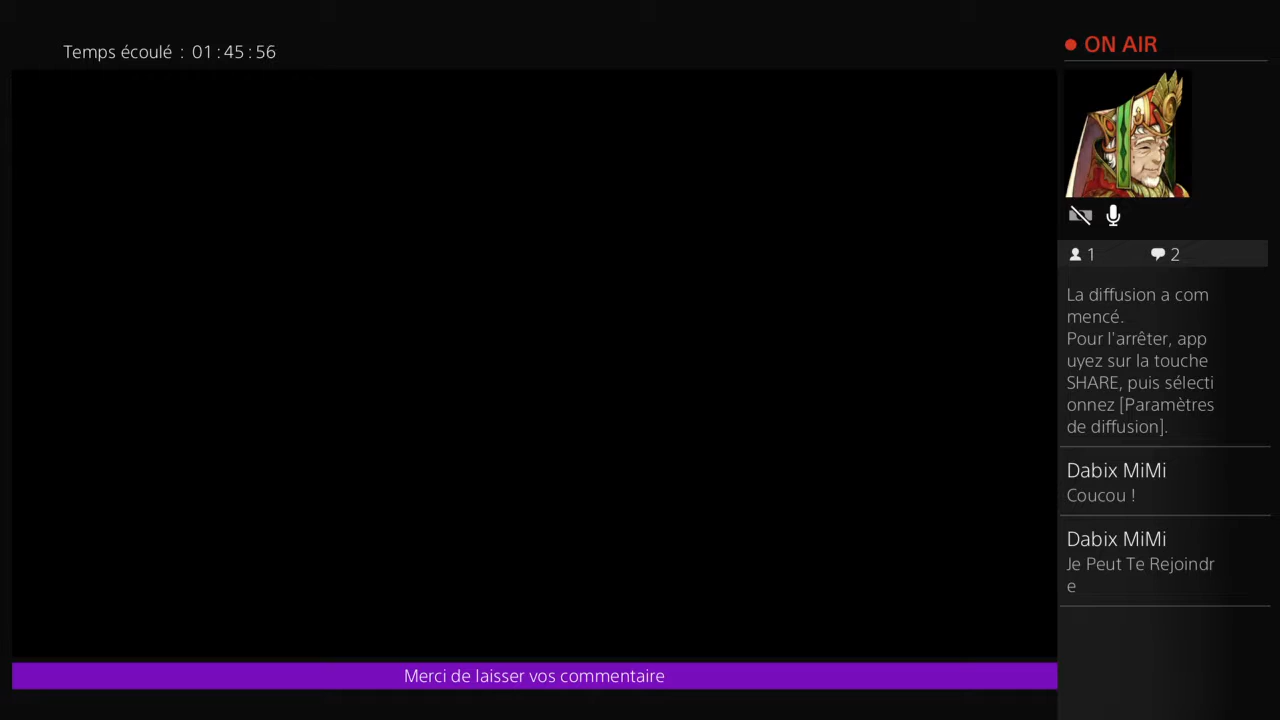 Temps écoulé : 01:45:56
ON AIR
1
2
La diffusion a com
mencé.
Pour l'arrêter, app
uyez sur la touche
SHARE, puis sélecti
onnez [Paramètres
de diffusion].
Dabix MiMi
Coucou !
Dabix MiMi
Je Peut Te Rejoindr
e
Merci de laisser vos commentaire